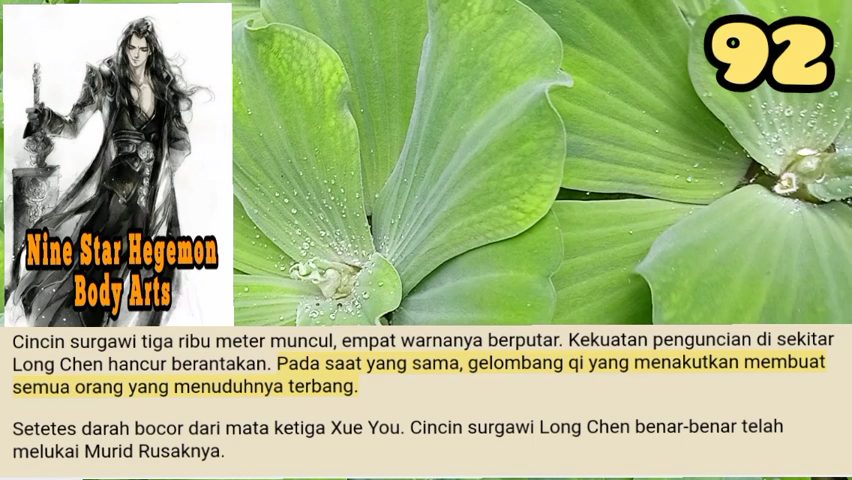 92
Nine Star Hegemon
Body Arts
Cincin surgawi tiga ribu meter muncul, empat warnanya berputar. Kekuatan penguncian di sekitar
Long Chen hancur berantakan. Pada saat yang sama, gelombang qi yang menakutkan membuat
semua orang yang menuduhnya terbang.
Setetes darah bocor dari mata ketiga Xue You. Cincin surgawi Long Chen benar-benar telah
melukai Murid Rusaknya.